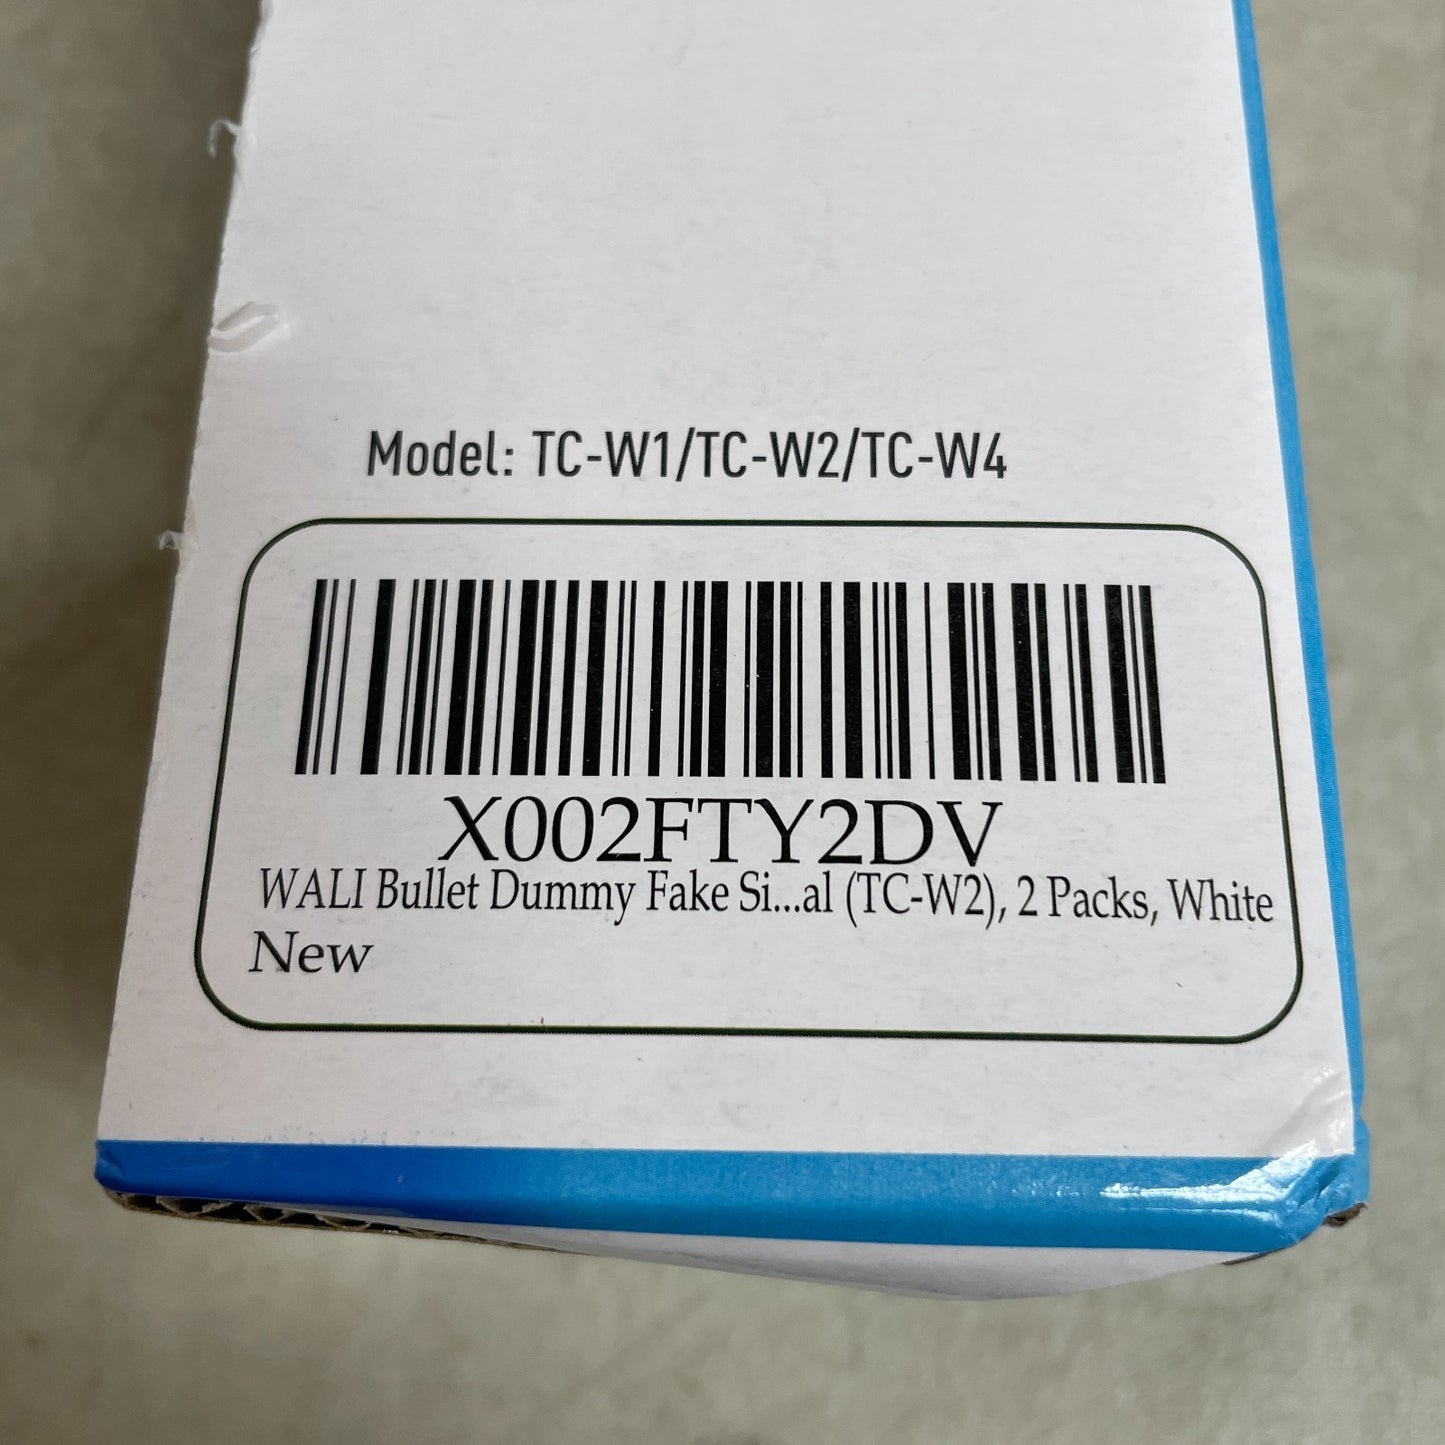 Model: TC-W1/TC-W2/TC-W4
X002FTY2DV
WALI Bullet Dummy Fake Si...al (TC-W2), 2 Packs, White
New